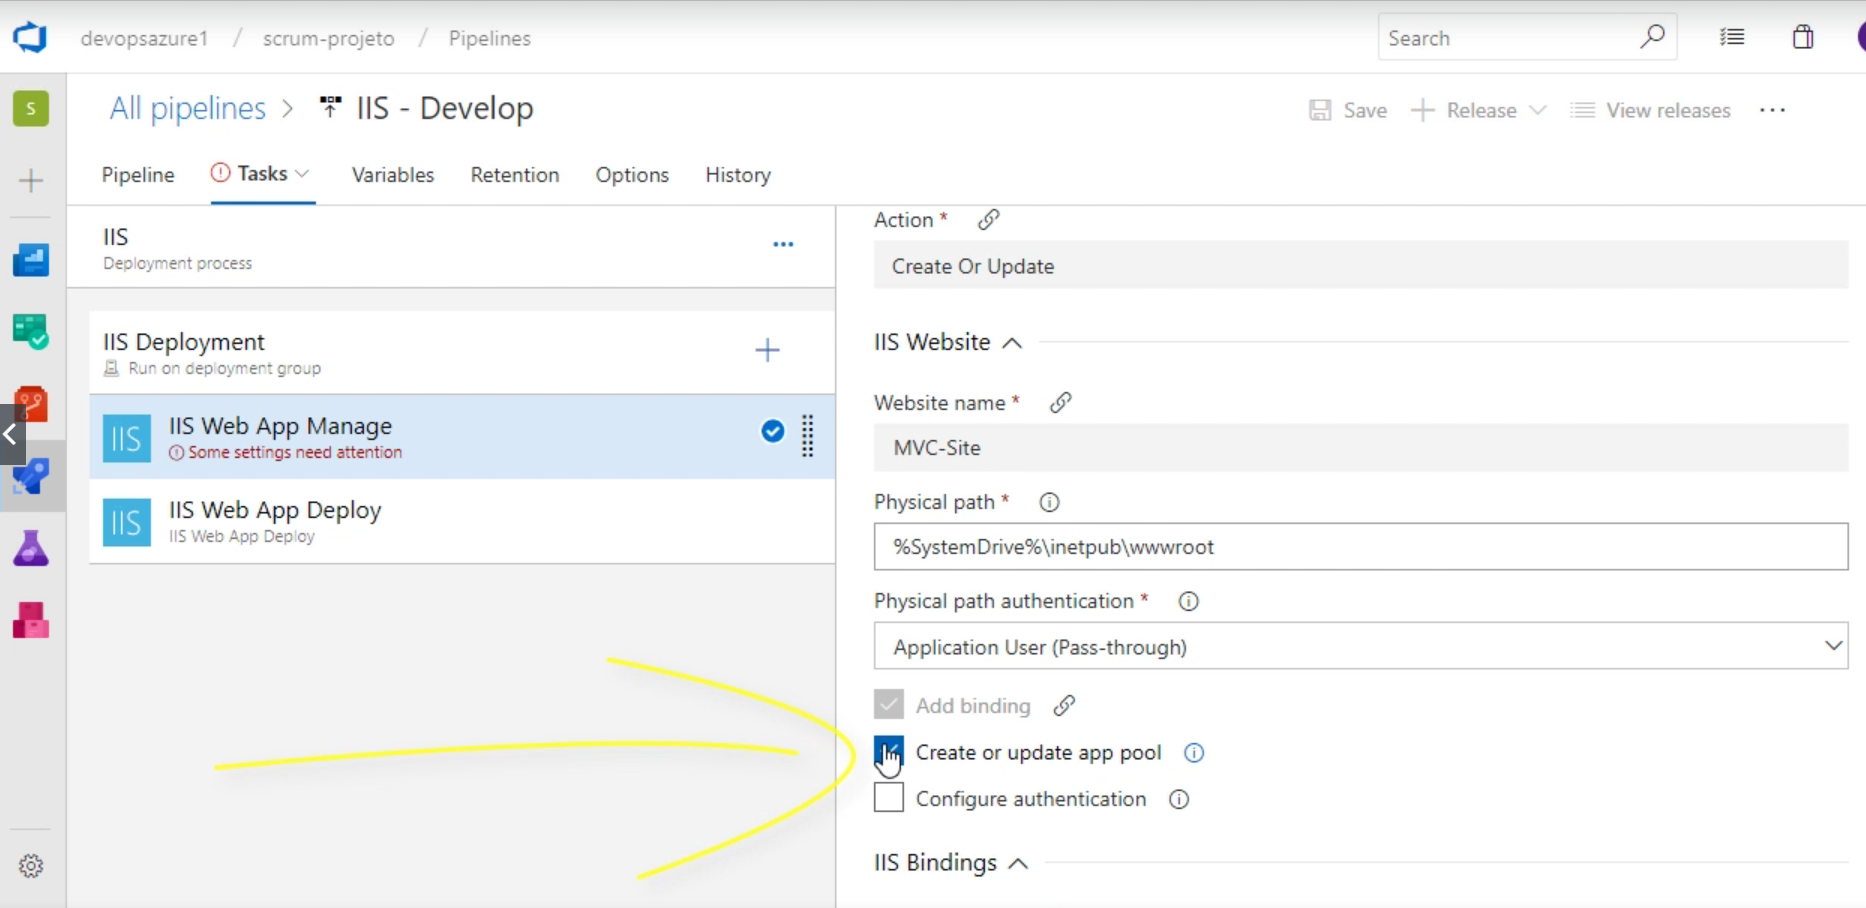 devopsazure1 / scrum-projeto / Pipelines
Search
S
All pipelines > IIS - Develop
Save
Release
View releases
Pipeline
Tasks
Variables
Retention
Options
History
IIS
Deployment process
IIS Deployment
Run on deployment group
IIS
IIS Web App Manage
Some settings need attention
IIS
IIS Web App Deploy
IIS Web App Deploy
Action *
Create Or Update
IIS Website
Website name *
MVC-Site
Physical path *
%SystemDrive%\inetpub\wwwroot
Physical path authentication *
Application User (Pass-through)
Add binding
Create or update app pool
Configure authentication
IIS Bindings